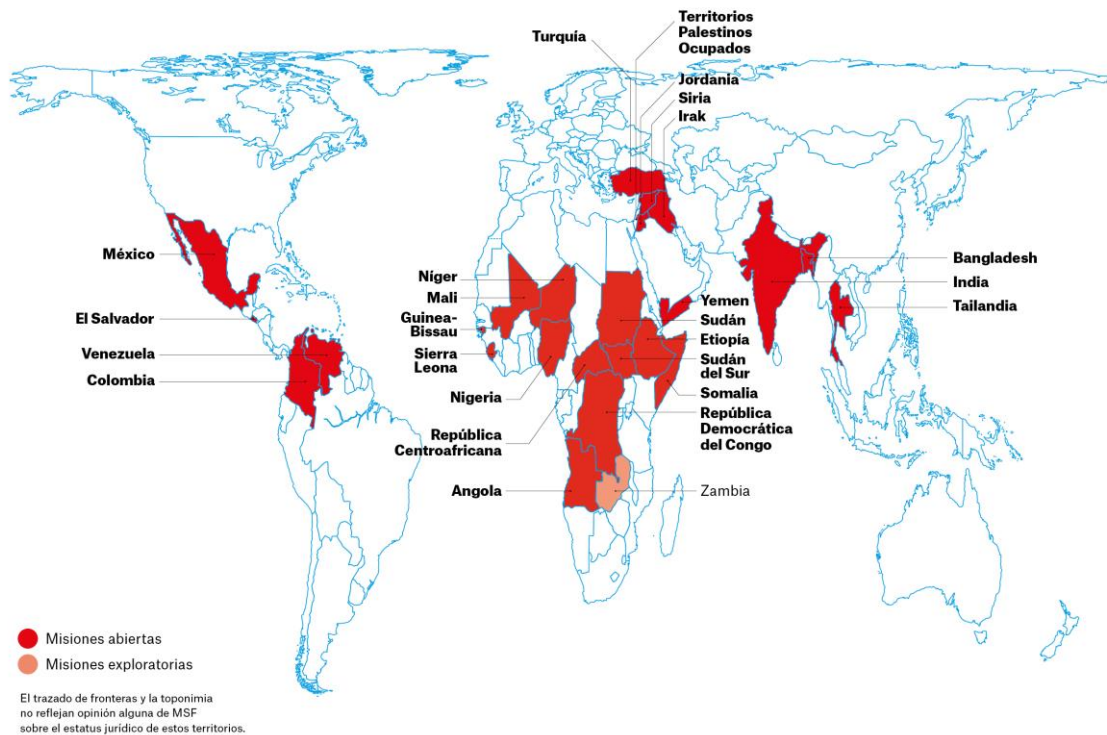 Territorios
Palestinos
Ocupados
Turquía
Jordania
Siria
Irak
México
El Salvador
Venezuela
Colombia
Níger
Mali
Guinea-
Bissau
Sierra
Leona
Nigeria
República
Centroafricana
Angola
Yemen
Sudán
Etiopía
Sudán
del Sur
Somalia
República
Democrática
del Congo
Zambia
Bangladesh
India
Tailandia
Misiones abiertas
Misiones exploratorias
El trazado de fronteras y la toponimia
no reflejan opinión alguna de MSF
sobre el estatus jurídico de estos territorios.